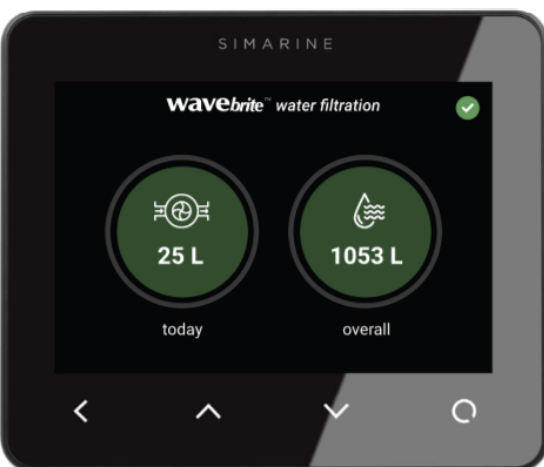 SIMARINE
wavebrite™ water filtration
25 L
1053 L
today
overall